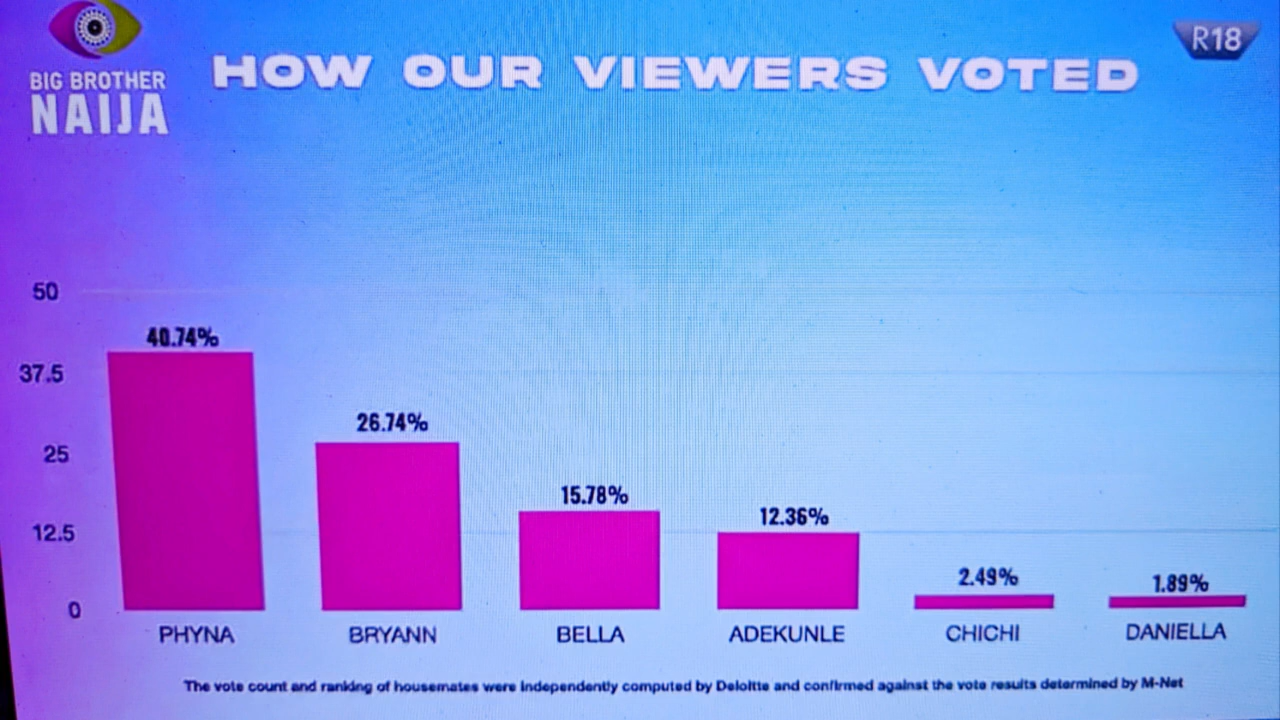 BIG BROTHER
NAIJA
HOW OUR VIEWERS VOTED
R18
50
37.5
25
12.5
0
40.74%
26.74%
15.78%
12.36%
2.49%
1.89%
PHYNA
BRYANN
BELLA
ADEKUNLE
CHICHI
DANIELLA
The vote count and ranking of housemates were independently computed by Deloitte and confirmed against the vote results determined by M-Net